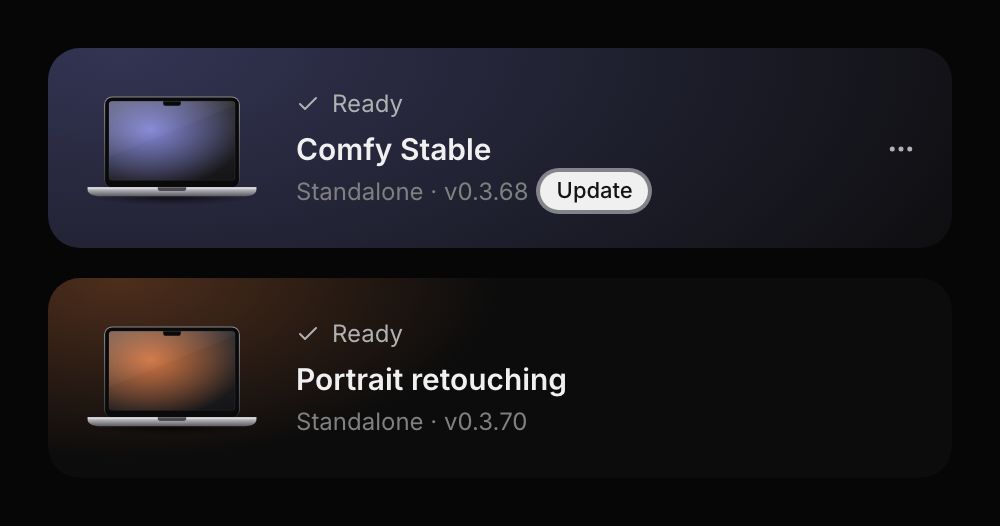 Ready
Comfy Stable
Standalone · v0.3.68 Update
Ready
Portrait retouching
Standalone · v0.3.70